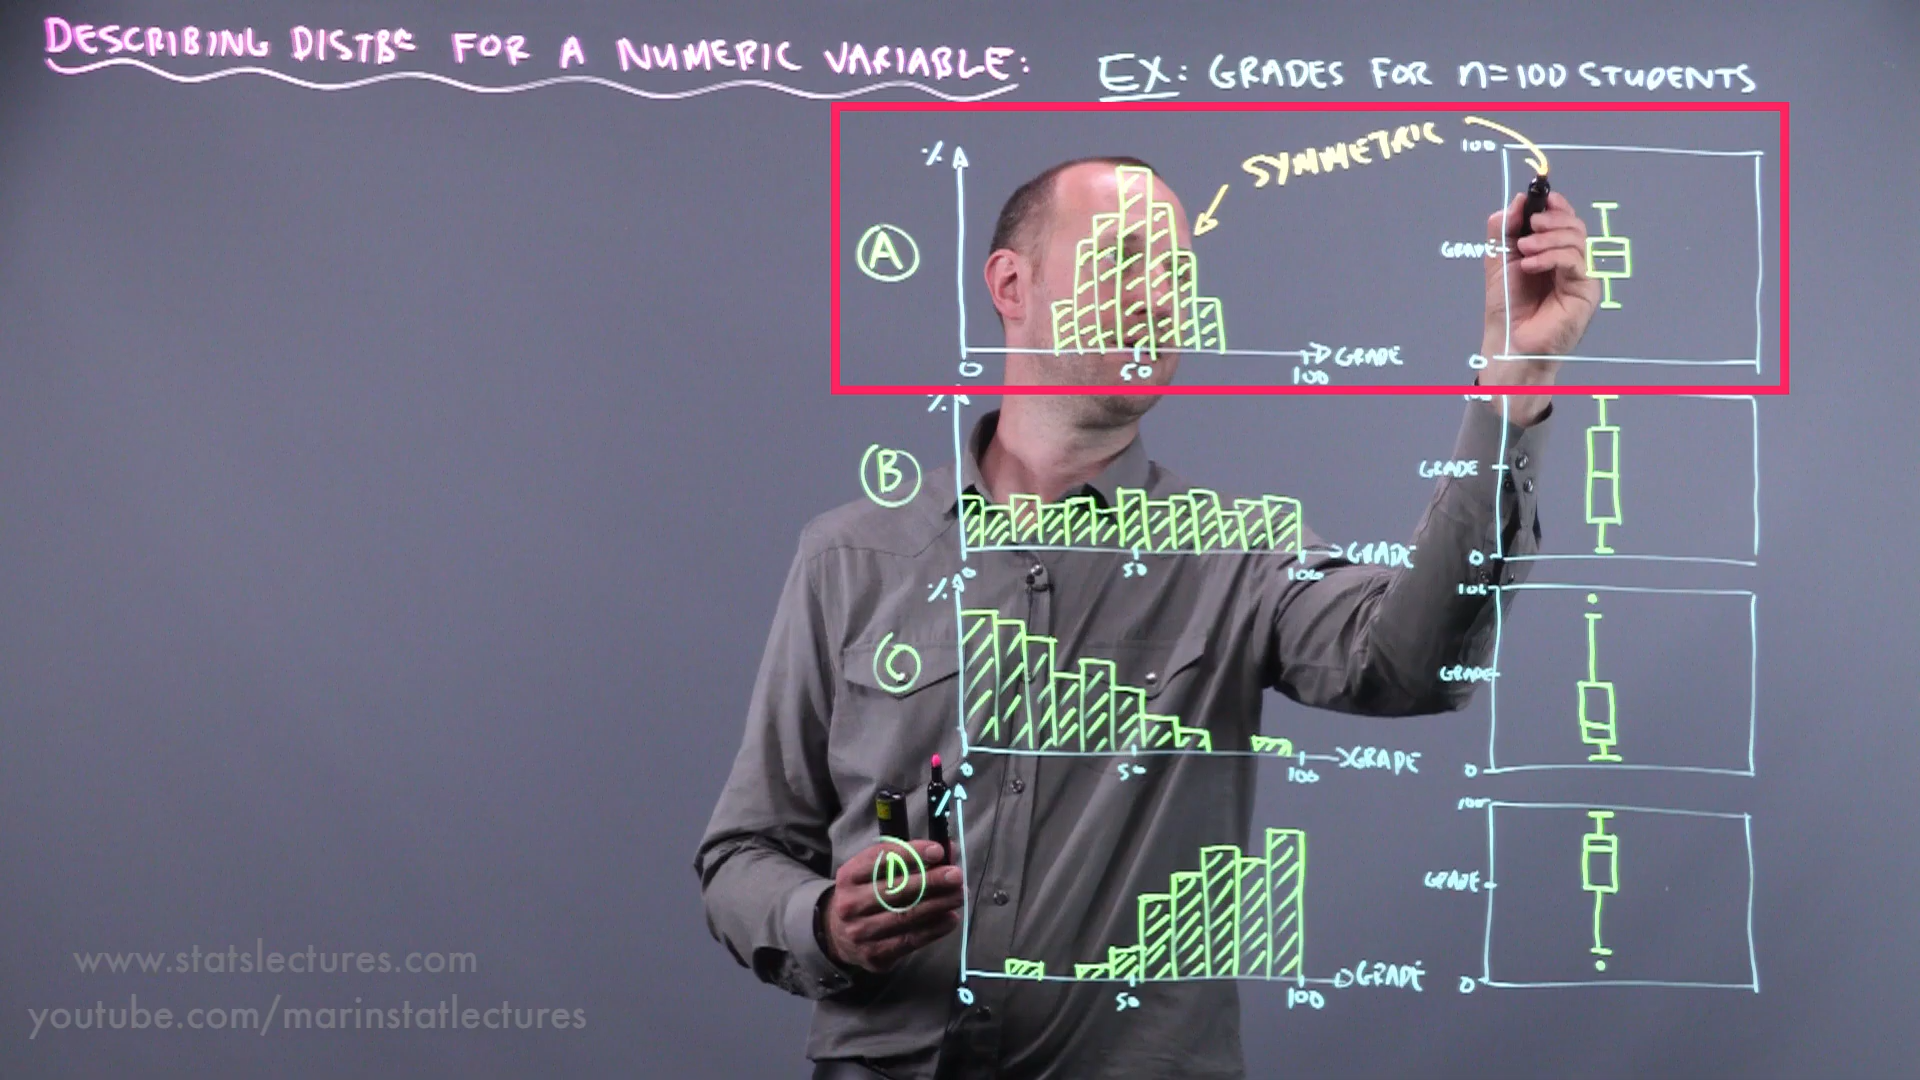 DESCRIBING DISTBN FOR A NUMERIC VARIABLE:
EX: GRADES FOR n=100 STUDENTS
SYMMETRIC
%
A
0
50
100
GRADE
100
GRADE
0
%
B
0
50
100
GRADE
100
GRADE
0
%
C
0
50
100
GRADE
100
GRADE
0
%
D
0
50
100
GRADE
100
GRADE
0
www.statslectures.com
youtube.com/marinstatlectures